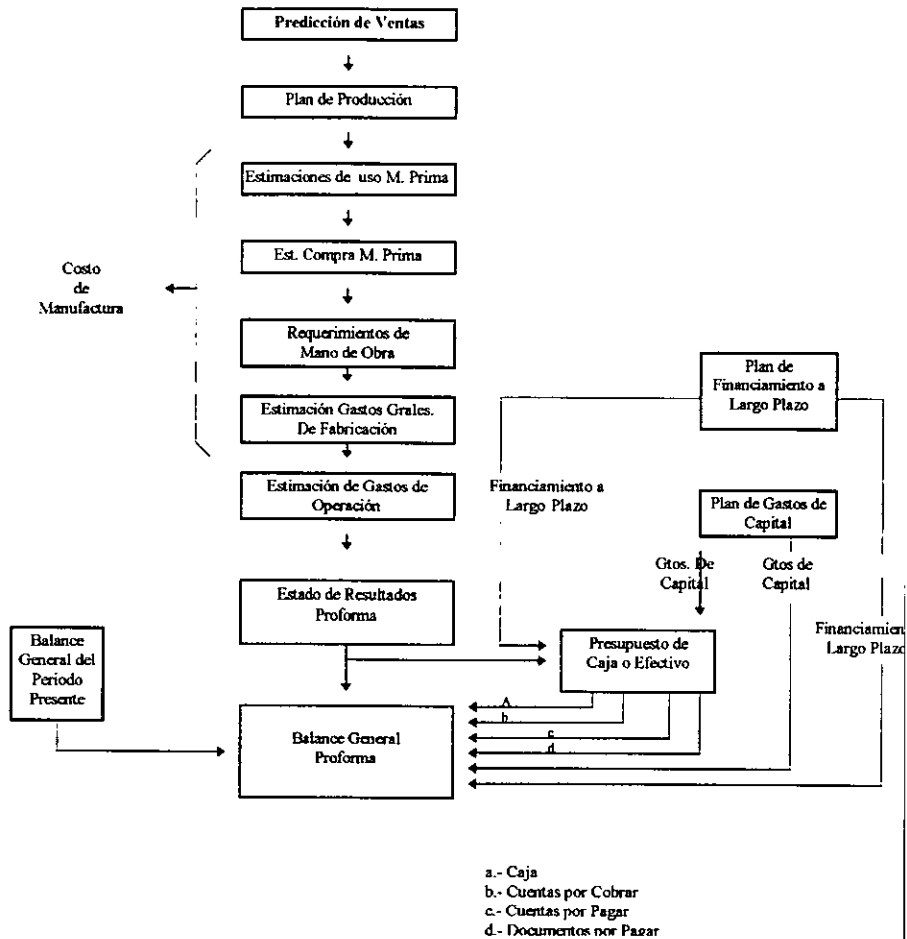 Predicción de Ventas
Plan de Producción
Estimaciones de uso M. Prima
Est. Compra M. Prima
Costo
de
Manufactura
Requerimientos de
Mano de Obra
Estimación Gastos Grales.
De Fabricación
Estimación de Gastos de
Operación
Plan de
Financiamiento a
Largo Plazo
Financiamiento a
Largo Plazo
Plan de Gastos de
Capital
Gtos. De
Capital
Gtos de
Capital
Estado de Resultados
Proforma
Balance
General del
Periodo
Presente
Presupuesto de
Caja o Efectivo
Largo Plazo
Balance General
Proforma
A
b
c
d
a.- Caja
b.- Cuentas por Cobrar
c.- Cuentas por Pagar
d.- Documentos por Pagar